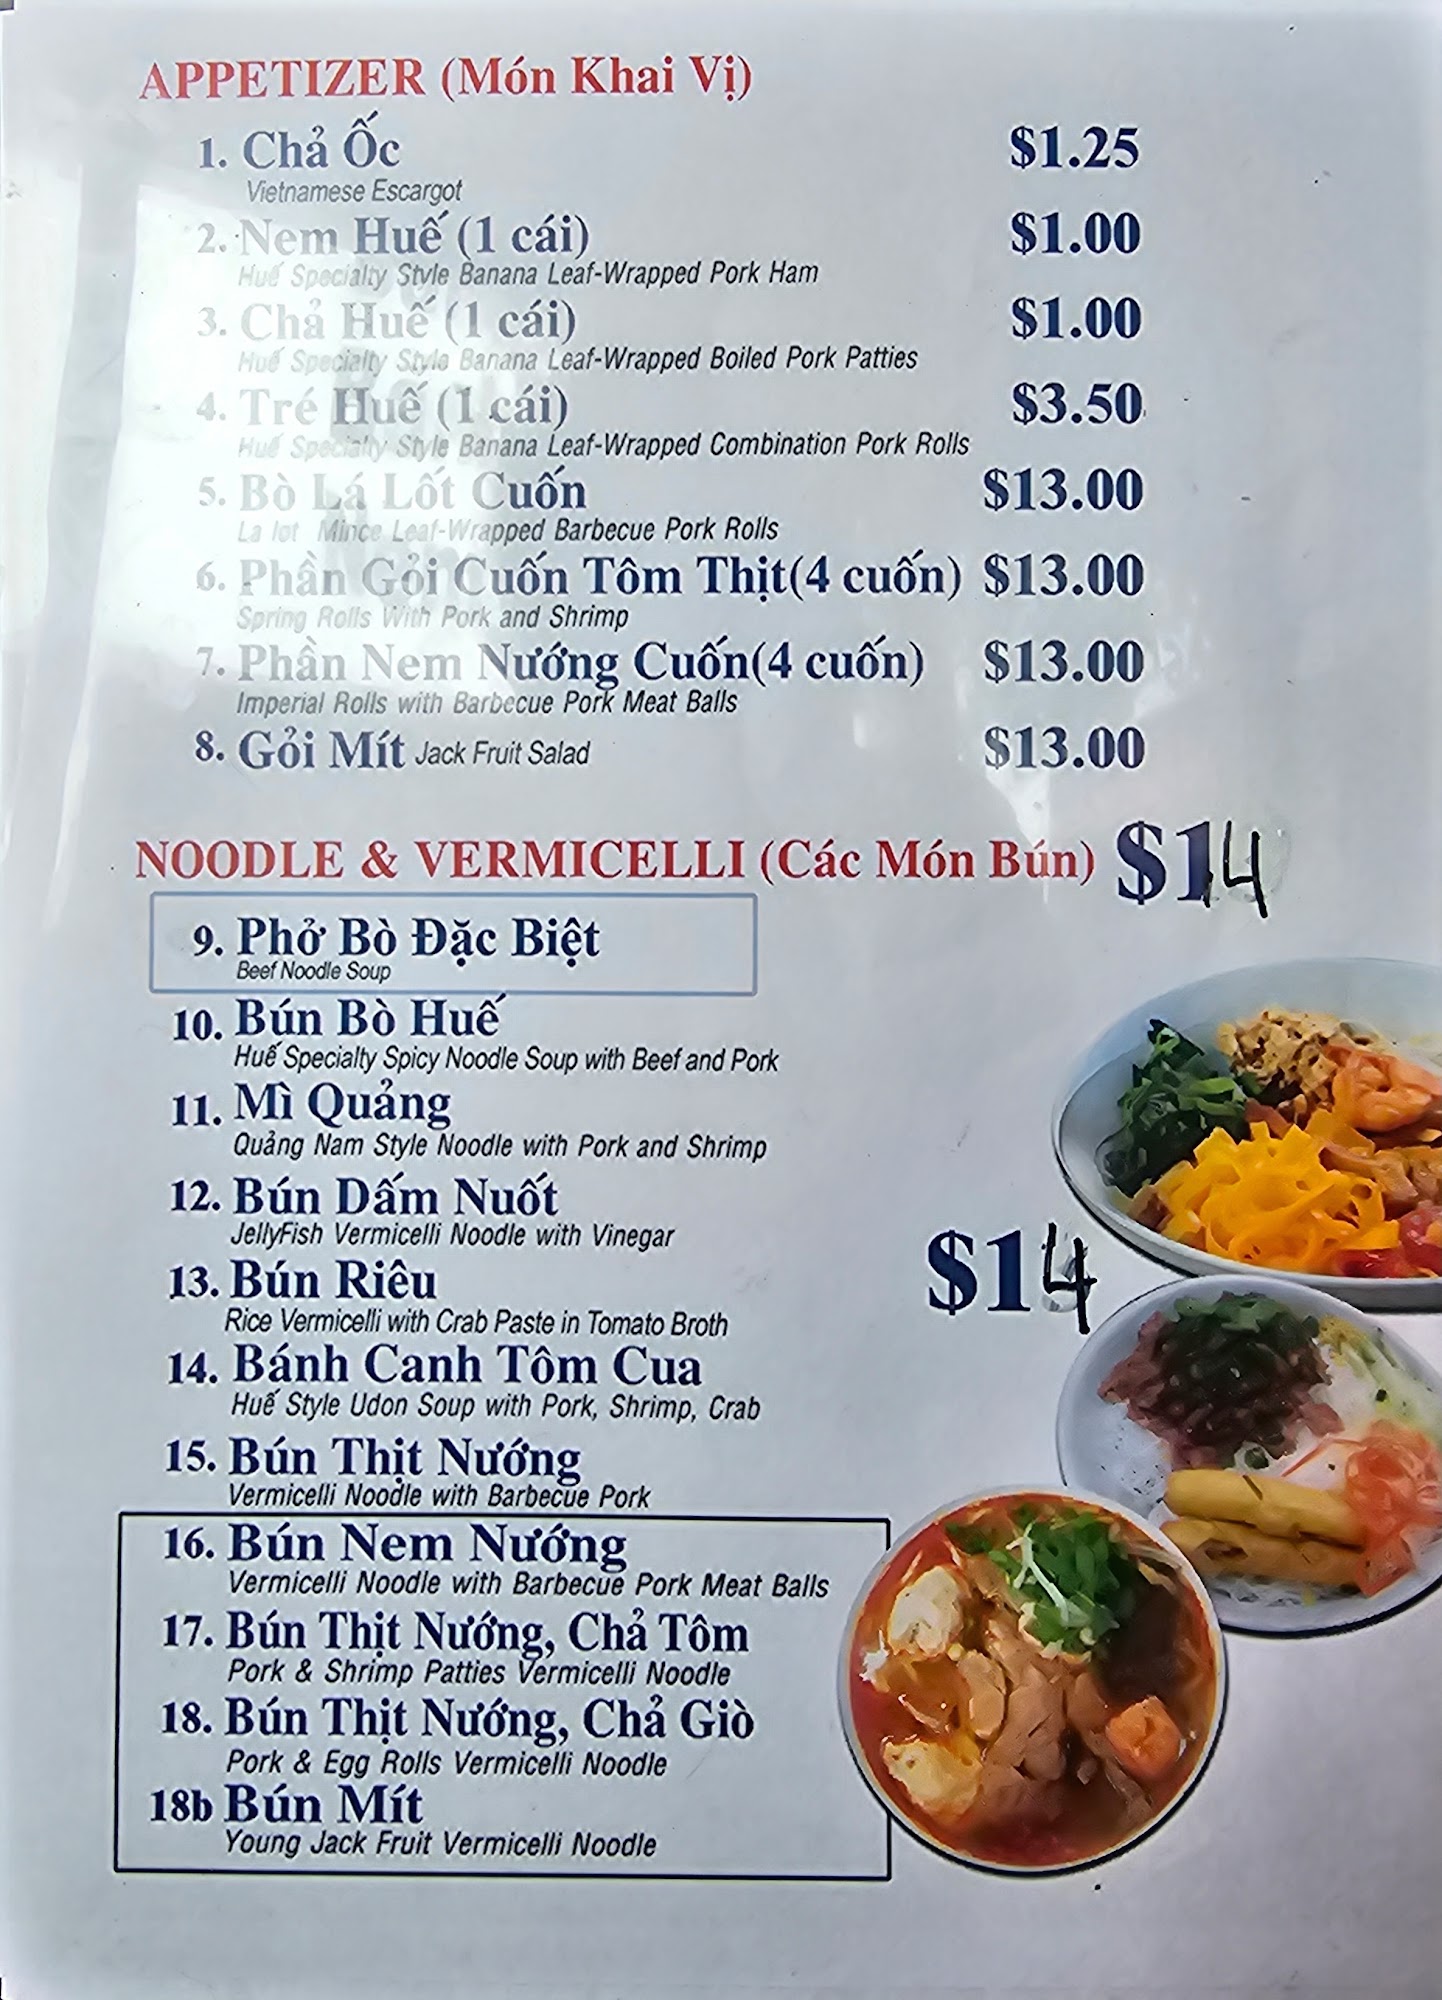 APPETIZER (Món Khai Vị)
1. Chả Ốc $1.25
Vietnamese Escargot
2. Nem Huế (1 cái) $1.00
Huế Specialty Style Banana Leaf-Wrapped Pork Ham
3. Chả Huế (1 cái) $1.00
Huế Specialty Style Banana Leaf-Wrapped Boiled Pork Patties
4. Tré Huế (1 cái) $3.50
Huế Specialty Style Banana Leaf-Wrapped Combination Pork Rolls
5. Bò Lá Lốt Cuốn $13.00
La lot Mince Leaf-Wrapped Barbecue Pork Rolls
6. Phần Gỏi Cuốn Tôm Thịt(4 cuốn) $13.00
Spring Rolls With Pork and Shrimp
7. Phần Nem Nướng Cuốn(4 cuốn) $13.00
Imperial Rolls with Barbecue Pork Meat Balls
8. Gỏi Mít Jack Fruit Salad $13.00
NOODLE & VERMICELLI (Các Món Bún) $14
9. Phở Bò Đặc Biệt
Beef Noodle Soup
10. Bún Bò Huế
Huế Specialty Spicy Noodle Soup with Beef and Pork
11. Mì Quảng
Quảng Nam Style Noodle with Pork and Shrimp
12. Bún Dấm Nuốt
JellyFish Vermicelli Noodle with Vinegar
13. Bún Riêu $14
Rice Vermicelli with Crab Paste in Tomato Broth
14. Bánh Canh Tôm Cua
Huế Style Udon Soup with Pork, Shrimp, Crab
15. Bún Thịt Nướng
Vermicelli Noodle with Barbecue Pork
16. Bún Nem Nướng
Vermicelli Noodle with Barbecue Pork Meat Balls
17. Bún Thịt Nướng, Chả Tôm
Pork & Shrimp Patties Vermicelli Noodle
18. Bún Thịt Nướng, Chả Giò
Pork & Egg Rolls Vermicelli Noodle
18b Bún Mít
Young Jack Fruit Vermicelli Noodle